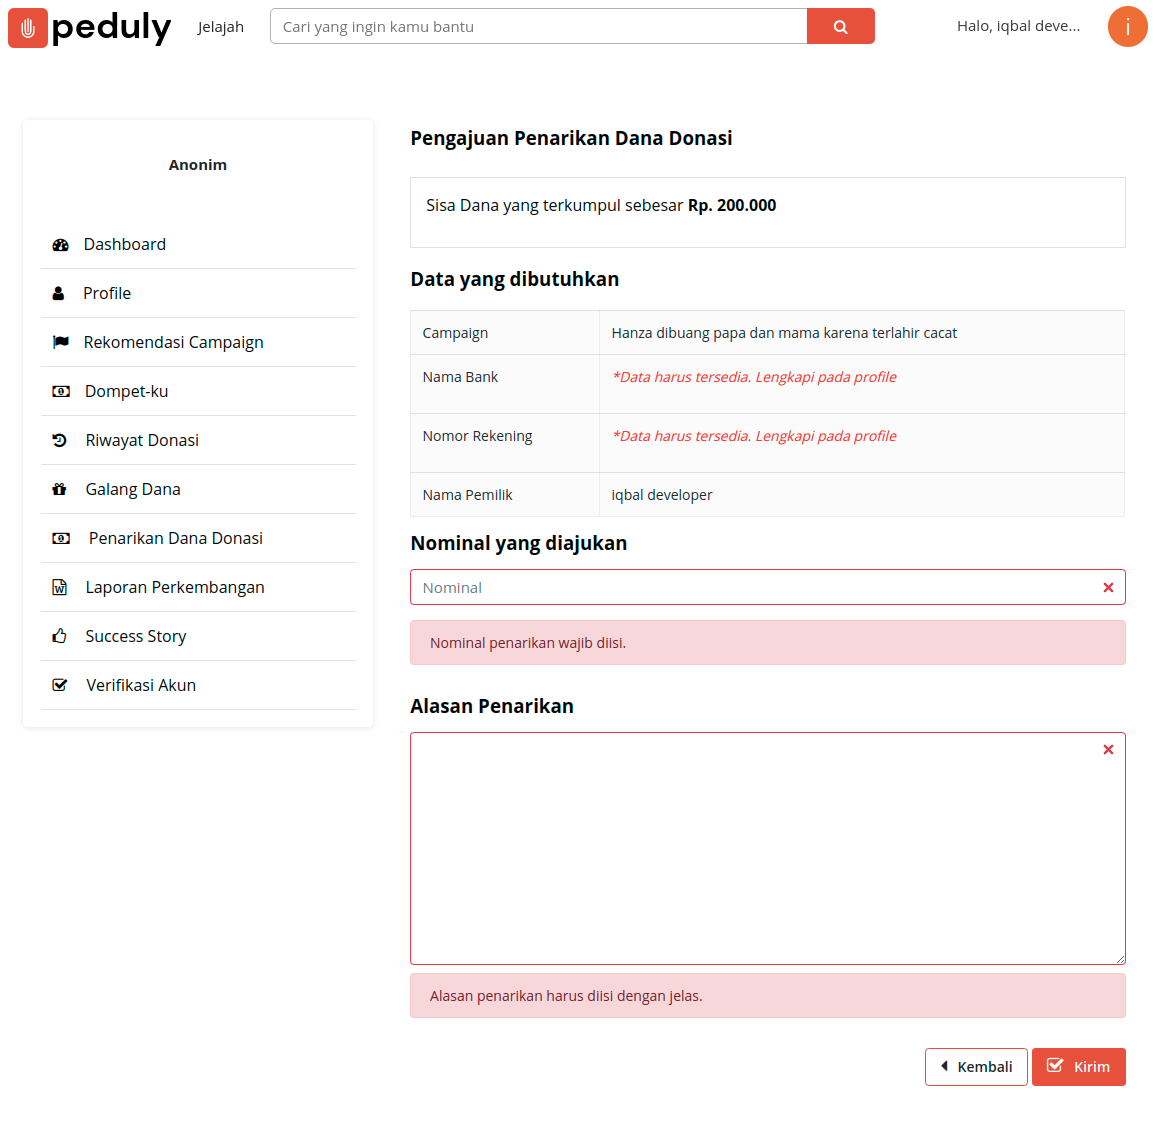 peduly
Jelajah
Cari yang ingin kamu bantu
Halo, iqbal deve...
i
Anonim
Dashboard
Profile
Rekomendasi Campaign
Dompet-ku
Riwayat Donasi
Galang Dana
Penarikan Dana Donasi
Laporan Perkembangan
Success Story
Verifikasi Akun
Pengajuan Penarikan Dana Donasi
Sisa Dana yang terkumpul sebesar Rp. 200.000
Data yang dibutuhkan
Campaign Hanza dibuang papa dan mama karena terlahir cacat
Nama Bank *Data harus tersedia. Lengkapi pada profile
Nomor Rekening *Data harus tersedia. Lengkapi pada profile
Nama Pemilik iqbal developer
Nominal yang diajukan
Nominal
Nominal penarikan wajib diisi.
Alasan Penarikan
Alasan penarikan harus diisi dengan jelas.
Kembali
Kirim